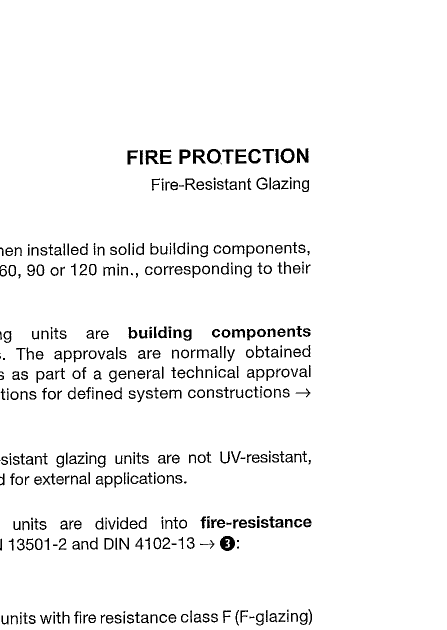 FIRE PROTECTION
Fire-Resistant Glazing
installed in solid building components,
60, 90 or 120 min., corresponding to their
units are building components
The approvals are normally obtained
as part of a general technical approval
for defined system constructions →
glazing units are not UV-resistant,
for external applications.
units are divided into fire-resistance
13501-2 and DIN 4102-13 → ❸:
units with fire resistance class F (F-glazing)